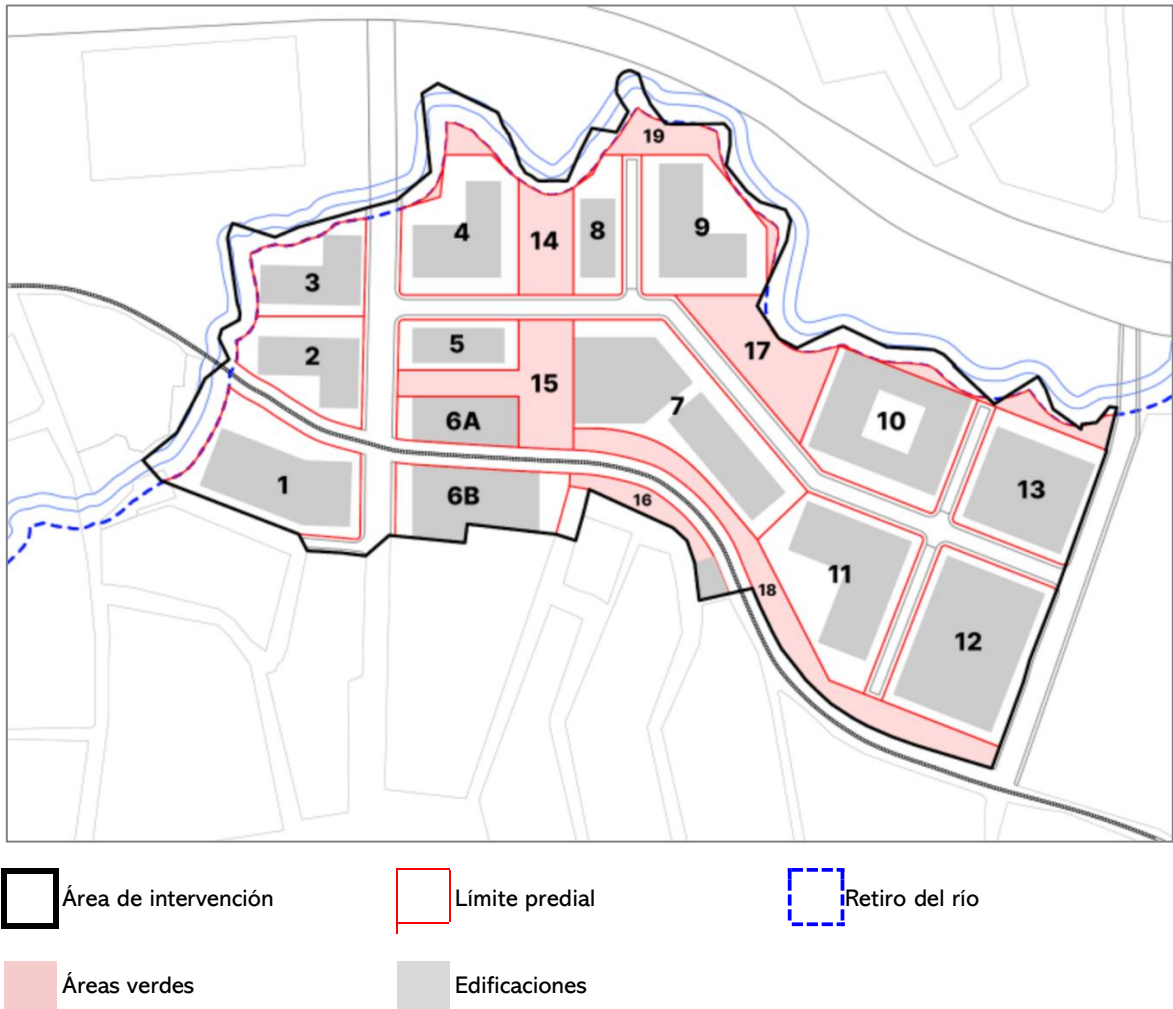 19
4
14
8
9
3
2
5
15
17
7
6A
10
1
6B
16
13
11
18
12
Área de intervención
Límite predial
Retiro del río
Áreas verdes
Edificaciones